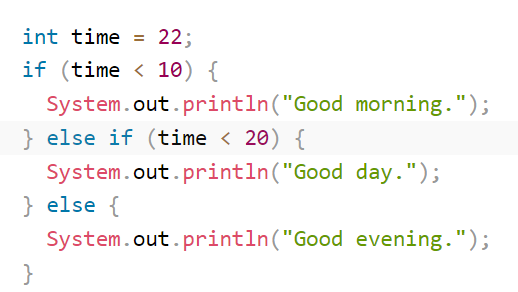 int time = 22;
if (time < 10) {
  System.out.println("Good morning.");
} else if (time < 20) {
  System.out.println("Good day.");
} else {
  System.out.println("Good evening.");
}